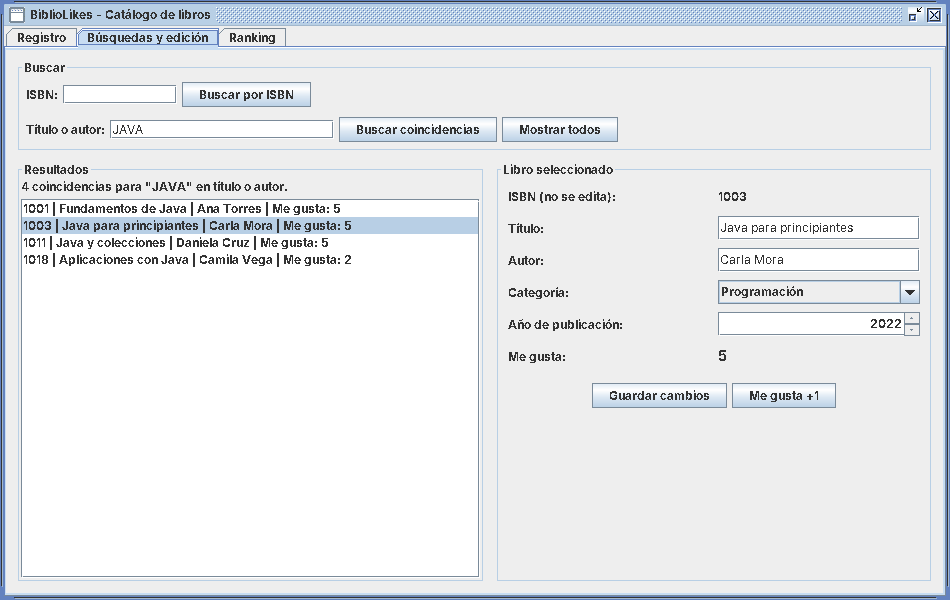 BiblioLikes - Catálogo de libros
Registro Búsquedas y edición Ranking
Buscar
ISBN: Buscar por ISBN
Título o autor: JAVA Buscar coincidencias Mostrar todos
Resultados
4 coincidencias para "JAVA" en título o autor.
1001 | Fundamentos de Java | Ana Torres | Me gusta: 5
1003 | Java para principiantes | Carla Mora | Me gusta: 5
1011 | Java y colecciones | Daniela Cruz | Me gusta: 5
1018 | Aplicaciones con Java | Camila Vega | Me gusta: 2
Libro seleccionado
ISBN (no se edita): 1003
Título: Java para principiantes
Autor: Carla Mora
Categoría: Programación
Año de publicación: 2022
Me gusta: 5
Guardar cambios Me gusta +1